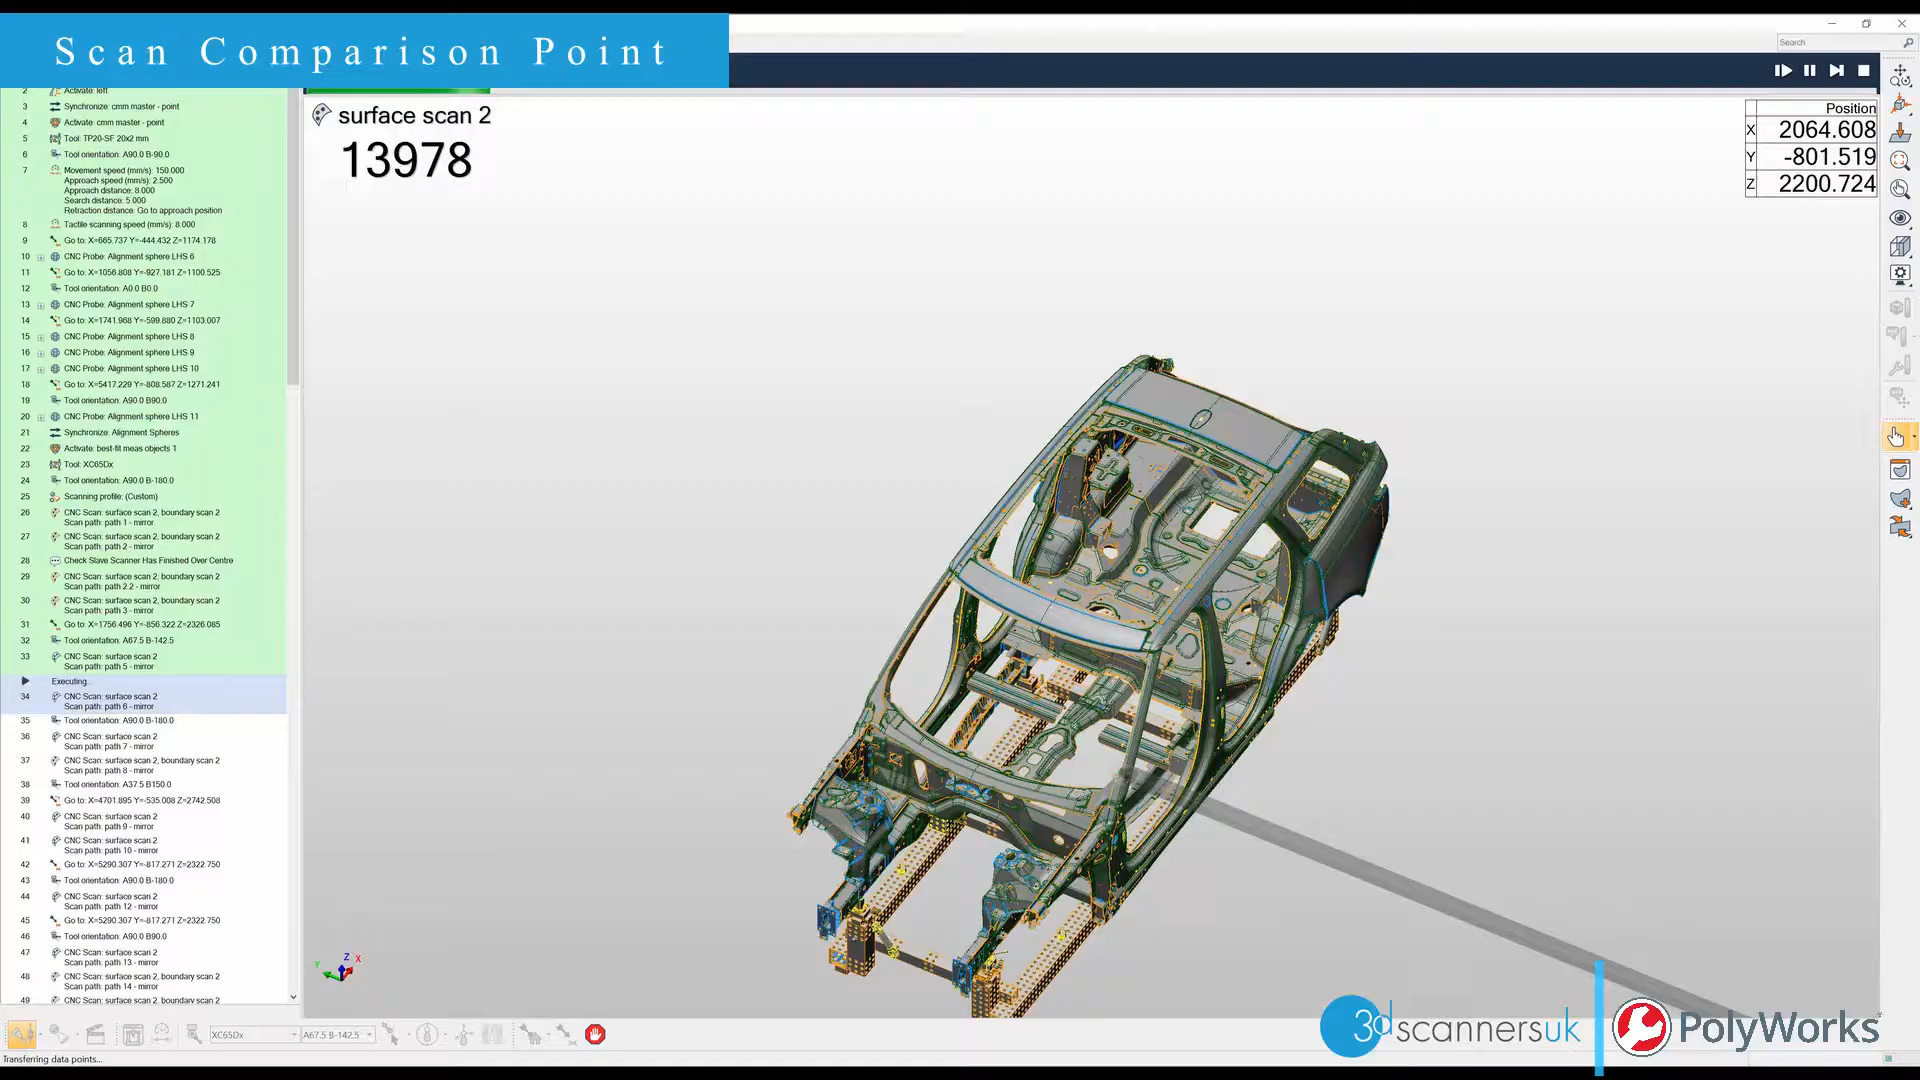 Scan Comparison Point
Search
2 Activate: left
3 Synchronize: cmm master - point
4 Activate: cmm master - point
5 Tool: TP20-SF 20x2 mm
6 Tool orientation: A90.0 B-90.0
7 Movement speed (mm/s): 150.000
Approach speed (mm/s): 2.500
Approach distance: 8.000
Search distance: 5.000
Retraction distance: Go to approach position
8 Tactile scanning speed (mm/s): 8.000
9 Go to: X=665.737 Y=-444.432 Z=1174.178
10 CNC Probe: Alignment sphere LHS 6
11 Go to: X=1056.808 Y=-927.181 Z=1100.525
12 Tool orientation: A0.0 B0.0
13 CNC Probe: Alignment sphere LHS 7
14 Go to: X=1741.968 Y=-599.880 Z=1103.007
15 CNC Probe: Alignment sphere LHS 8
16 CNC Probe: Alignment sphere LHS 9
17 CNC Probe: Alignment sphere LHS 10
18 Go to: X=5417.229 Y=-808.587 Z=1271.241
19 Tool orientation: A90.0 B90.0
20 CNC Probe: Alignment sphere LHS 11
21 Synchronize: Alignment Spheres
22 Activate: best-fit meas objects 1
23 Tool: XC65Dx
24 Tool orientation: A90.0 B-180.0
25 Scanning profile: (Custom)
26 CNC Scan: surface scan 2, boundary scan 2
Scan path: path 1 - mirror
27 CNC Scan: surface scan 2, boundary scan 2
Scan path: path 2 - mirror
28 Check Slave Scanner Has Finished Over Centre
29 CNC Scan: surface scan 2, boundary scan 2
Scan path: path 2.2 - mirror
30 CNC Scan: surface scan 2, boundary scan 2
Scan path: path 3 - mirror
31 Go to: X=1756.496 Y=-856.322 Z=2326.085
32 Tool orientation: A67.5 B-142.5
33 CNC Scan: surface scan 2
Scan path: path 5 - mirror
Executing...
34 CNC Scan: surface scan 2
Scan path: path 6 - mirror
35 Tool orientation: A90.0 B-180.0
36 CNC Scan: surface scan 2
Scan path: path 7 - mirror
37 CNC Scan: surface scan 2, boundary scan 2
Scan path: path 8 - mirror
38 Tool orientation: A37.5 B150.0
39 Go to: X=4701.895 Y=-535.008 Z=2742.508
40 CNC Scan: surface scan 2
Scan path: path 9 - mirror
41 CNC Scan: surface scan 2
Scan path: path 10 - mirror
42 Go to: X=5290.307 Y=-817.271 Z=2322.750
43 Tool orientation: A90.0 B-180.0
44 CNC Scan: surface scan 2
Scan path: path 12 - mirror
45 Go to: X=5290.307 Y=-817.271 Z=2322.750
46 Tool orientation: A90.0 B90.0
47 CNC Scan: surface scan 2
Scan path: path 13 - mirror
48 CNC Scan: surface scan 2, boundary scan 2
Scan path: path 14 - mirror
49 CNC Scan: surface scan 2, boundary scan 2
surface scan 2
13978
Position
X 2064.608
Y -801.519
Z 2200.724
Y Z X
XC65Dx
A67.5 B-142.5
3dscannersuk
PolyWorks
Transferring data points...